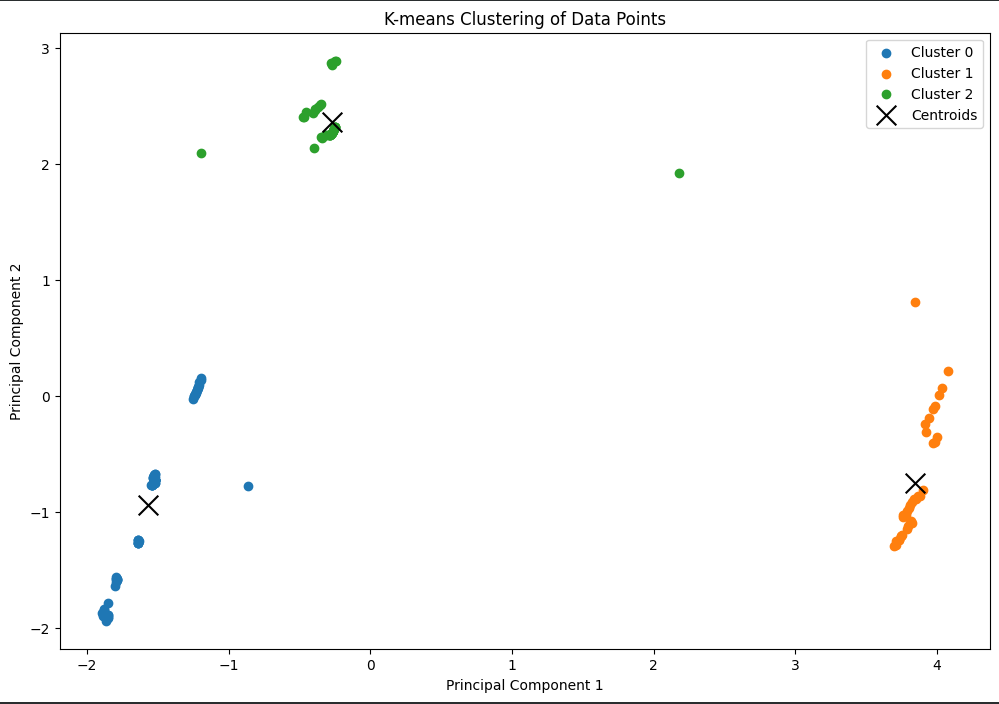 K-means Clustering of Data Points
Cluster 0
Cluster 1
Cluster 2
Centroids
Principal Component 2
3
2
1
0
−1
−2
−2
−1
0
1
2
3
4
Principal Component 1